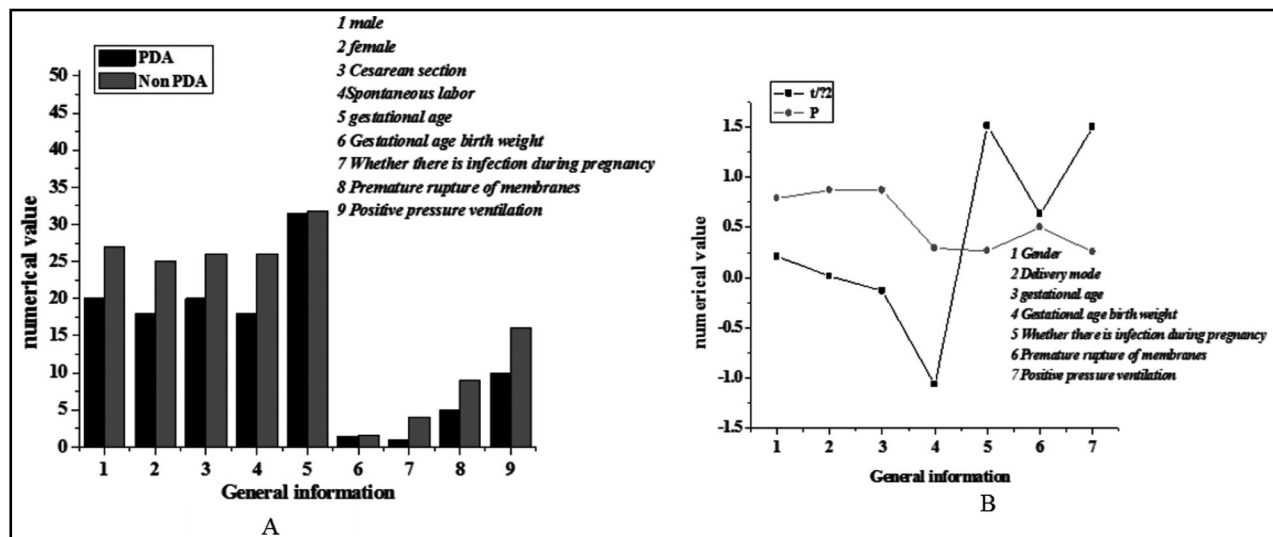 PDA
Non PDA
1 male
2 female
3 Cesarean section
4Spontaneous labor
5 gestational age
6 Gestational age birth weight
7 Whether there is infection during pregnancy
8 Premature rupture of membranes
9 Positive pressure ventilation
numerical value
50
45
40
35
30
25
20
15
10
5
0
1 2 3 4 5 6 7 8 9
General information
A
t/?2
P
numerical value
1.5
1.0
0.5
0.0
-0.5
-1.0
-1.5
1 Gender
2 Delivery mode
3 gestational age
4 Gestational age birth weight
5 Whether there is infection during pregnancy
6 Premature rupture of membranes
7 Positive pressure ventilation
1 2 3 4 5 6 7
General information
B